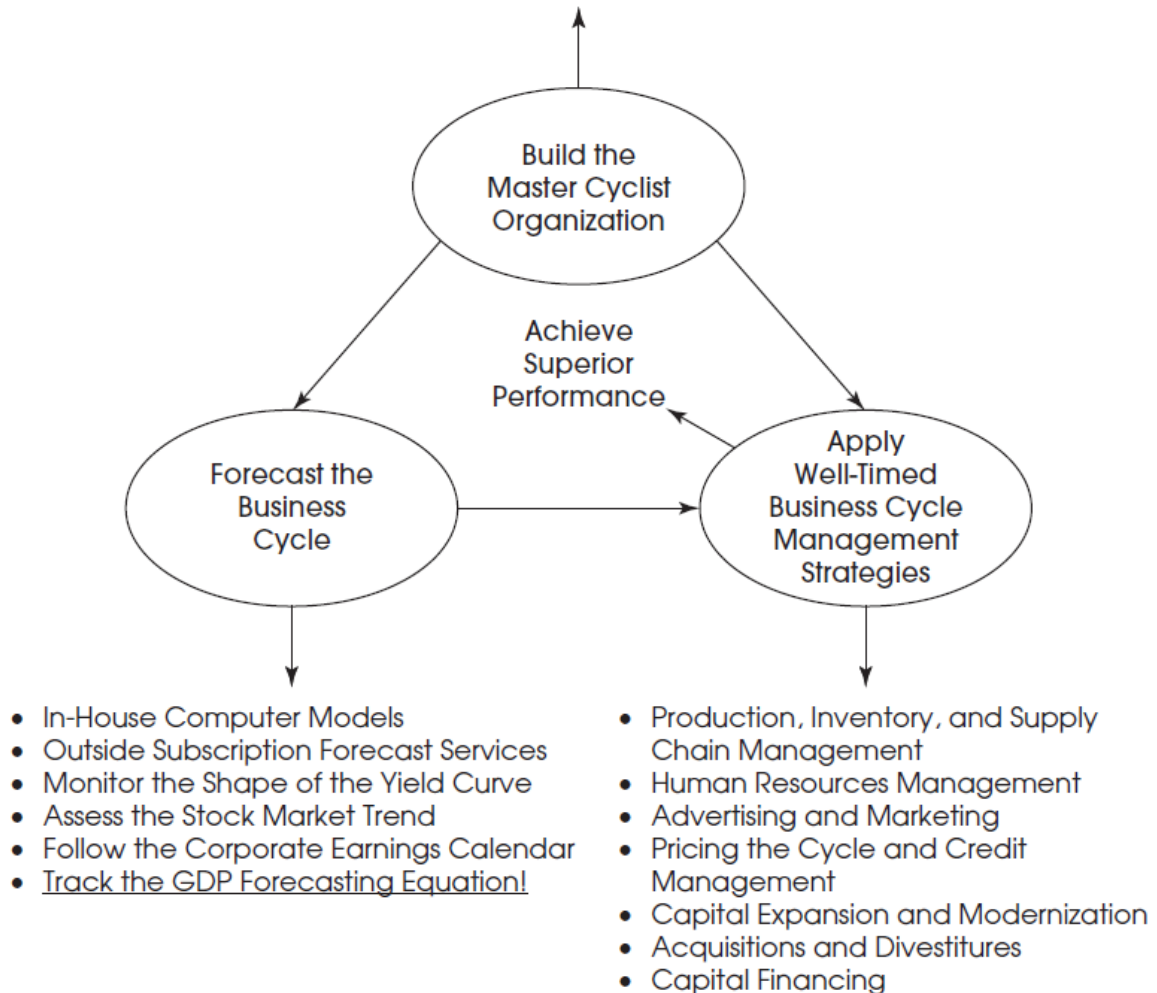 Build the
Master Cyclist
Organization
Achieve
Superior
Performance
Forecast the
Business
Cycle
Apply
Well-Timed
Business Cycle
Management
Strategies
• In-House Computer Models
• Outside Subscription Forecast Services
• Monitor the Shape of the Yield Curve
• Assess the Stock Market Trend
• Follow the Corporate Earnings Calendar
• Track the GDP Forecasting Equation!
• Production, Inventory, and Supply
Chain Management
• Human Resources Management
• Advertising and Marketing
• Pricing the Cycle and Credit
Management
• Capital Expansion and Modernization
• Acquisitions and Divestitures
• Capital Financing